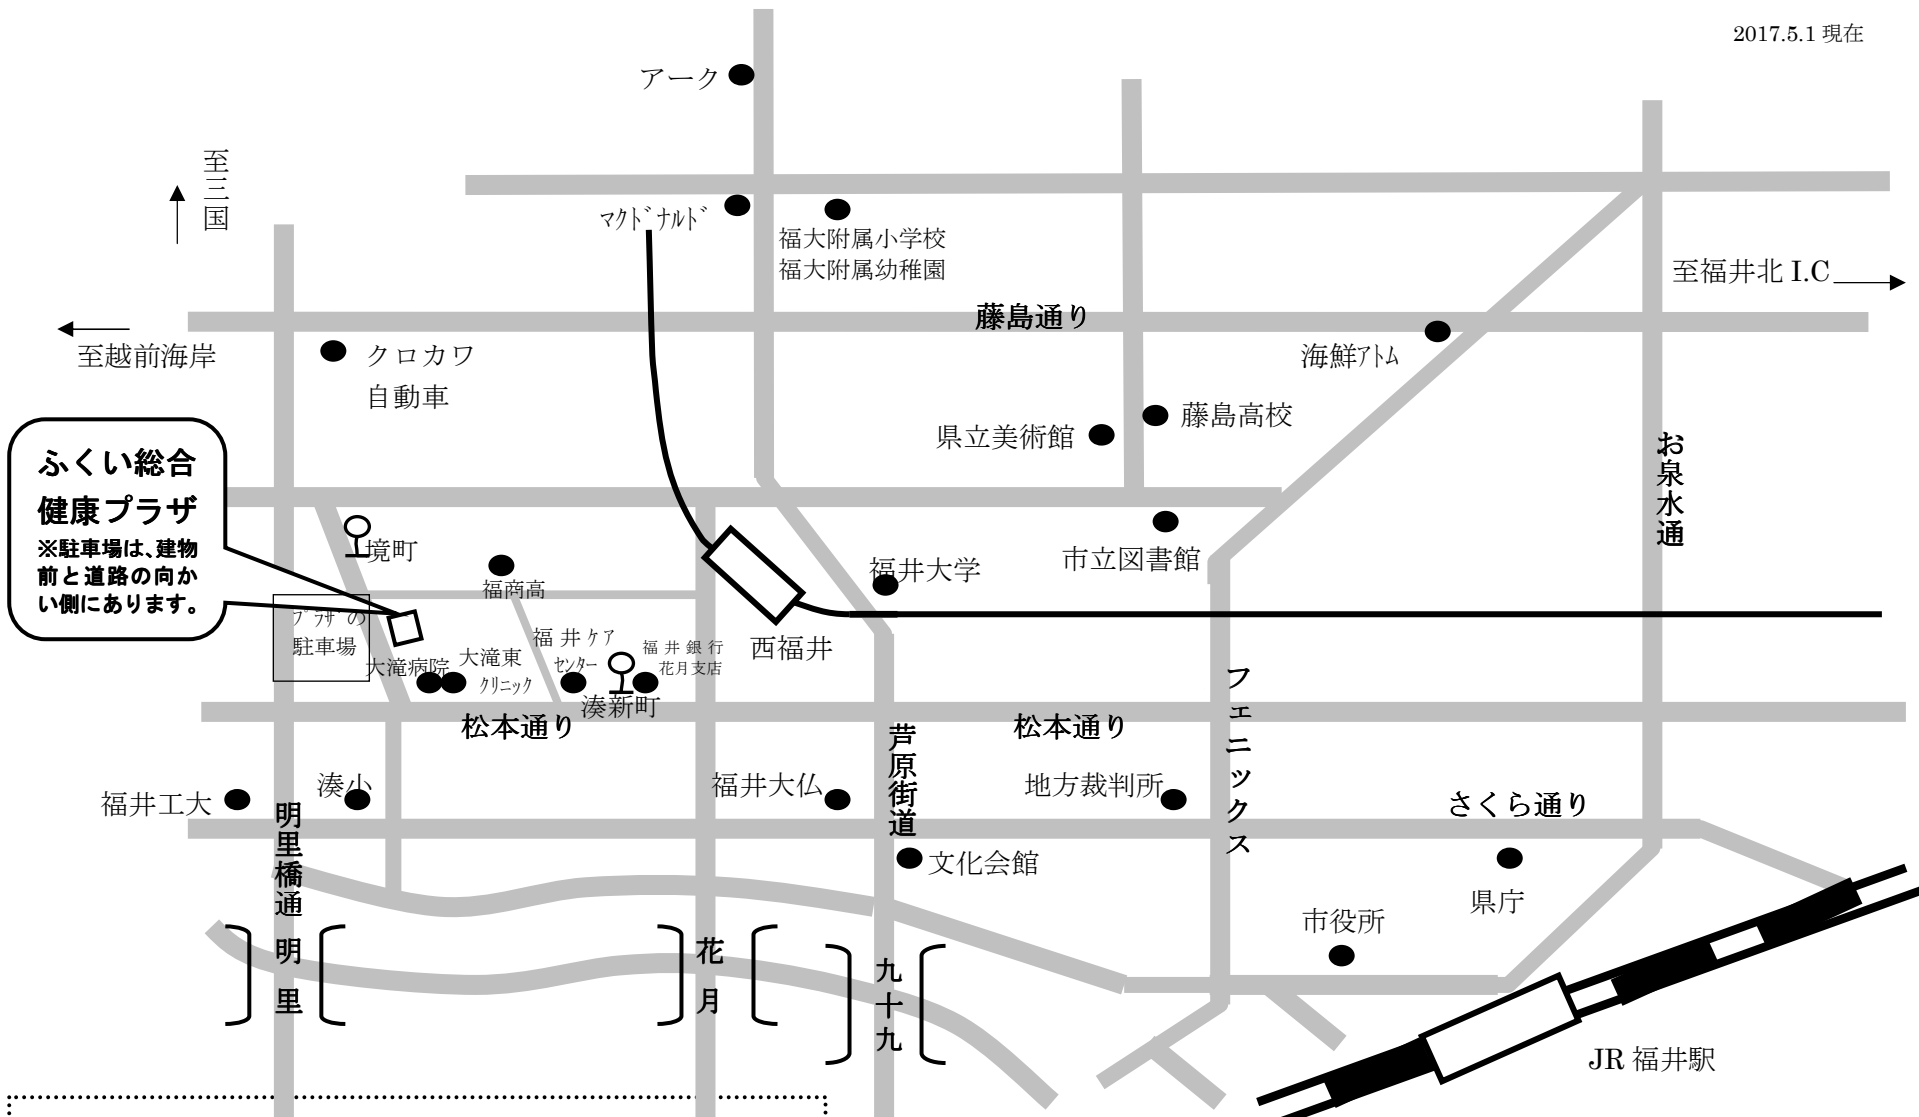 2017.5.1 現在
アーク
至三国
マクドナルド
福大附属小学校
福大附属幼稚園
至福井北 I.C
藤島通り
至越前海岸
クロカワ
自動車
海鮮アトム
藤島高校
県立美術館
お泉水通
ふくい総合
健康プラザ
※駐車場は、建物
前と道路の向か
い側にあります。
境町
福商高
市立図書館
福井大学
プラザの
駐車場
大滝病院
大滝東
クリニック
福井ケア
センター
福井銀行
花月支店
西福井
湊新町
松本通り
松本通り
フェニックス
芦原街道
福井工大
湊小
福井大仏
地方裁判所
さくら通り
明里橋通
文化会館
県庁
市役所
明里
花月
九十九
JR 福井駅